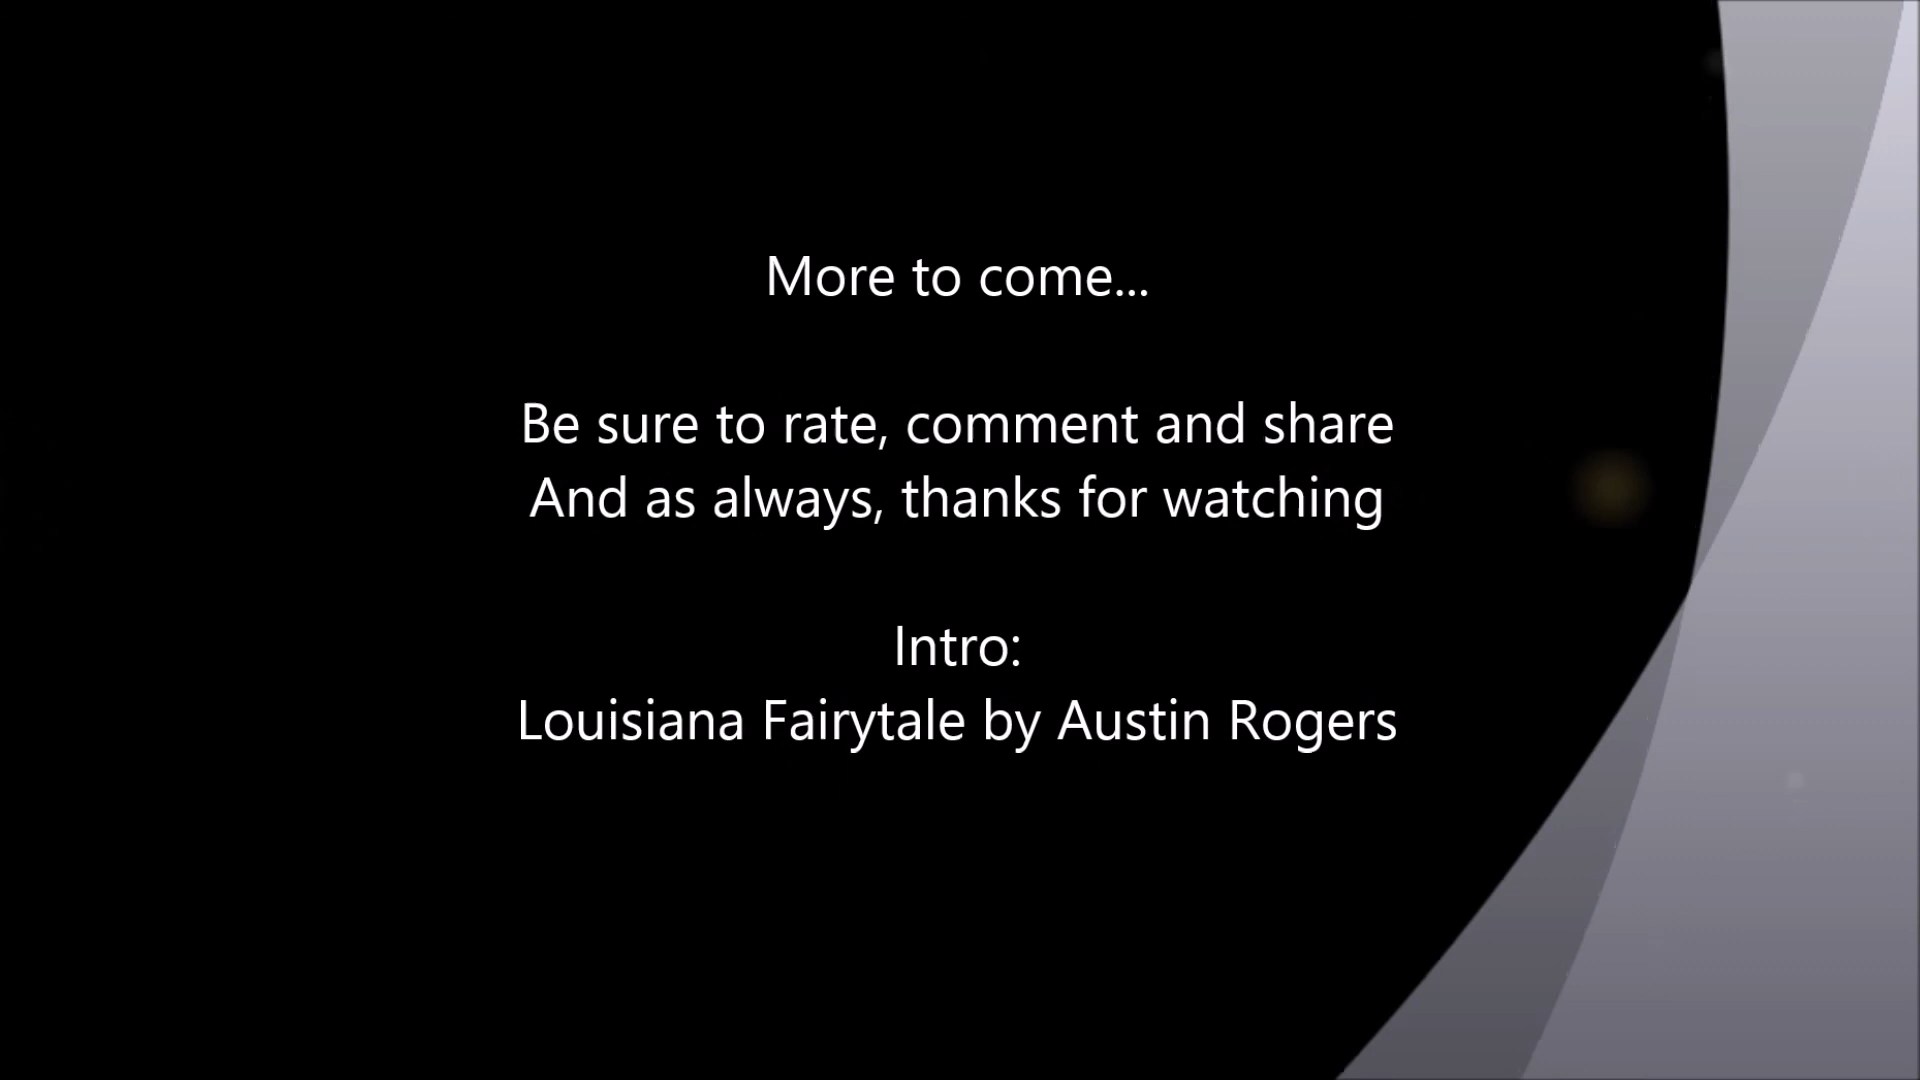 More to come...
Be sure to rate, comment and share
And as always, thanks for watching
Intro:
Louisiana Fairytale by Austin Rogers